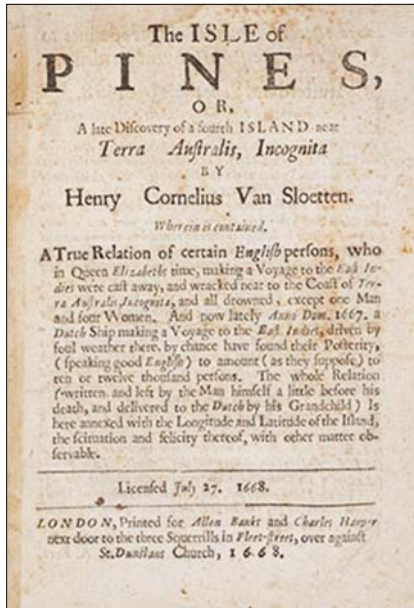 The ISLE of
PINES,
OR,
A late Discovery of a fourth ISLAND near
Terra Auſtralis, Incognita
BY
Henry Cornelius Van Sloetten.
Wherein is contained.
A True Relation of certain Engliſh perſons, who
in Queen Elizabeths time, making a Voyage to the Eaſt In-
dies were caſt away, and wracked near to the Coaſt of Ter-
ra Auſtralis, Incognita, and all drowned, except one Man
and four Women. And now lately Anno Dom. 1667. a
Dutch Ship making a Voyage to the Eaſt Indies, driven by
foul weather there, by chance have found their Poſterity,
(ſpeaking good Engliſh) to amount (as they ſuppoſe) to
ten or twelve thouſand perſons. The whole Relation
(written and left by the Man himſelf a little before his
death, and delivered to the Dutch by his Grandchild) Is
here annexed with the Longitude and Latitude of the Iſland,
the ſcituation and felicity thereof, with other matter ob-
ſervable.
Licenſed July 27. 1668.
LONDON, Printed for Allen Banks and Charles Harper
next door to the three Squerrills in Fleet-ſtreet, over againſt
St. Dunſtans Church, 1668.